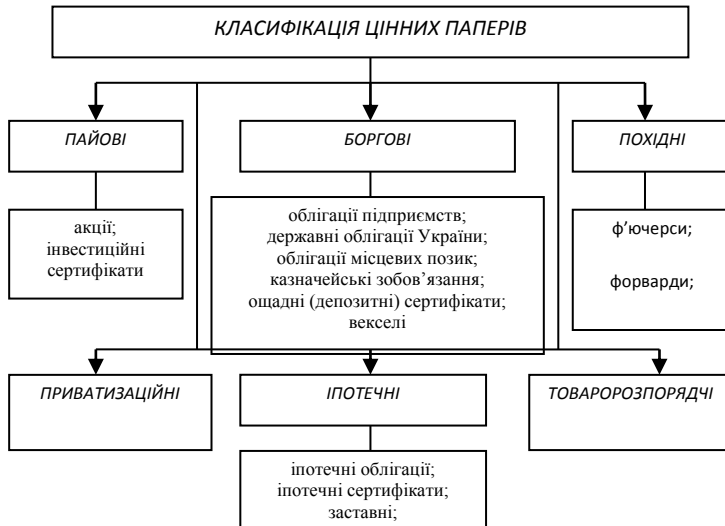 КЛАСИФІКАЦІЯ ЦІННИХ ПАПЕРІВ
ПАЙОВІ
БОРГОВІ
ПОХІДНІ
акції;
інвестиційні
сертифікати
облігації підприємств;
державні облігації України;
облігації місцевих позик;
казначейські зобов’язання;
ощадні (депозитні) сертифікати;
векселі
ф’ючерси;
форварди;
ПРИВАТИЗАЦІЙНІ
ІПОТЕЧНІ
ТОВАРОРОЗПОРЯДЧІ
іпотечні облігації;
іпотечні сертифікати;
заставні;